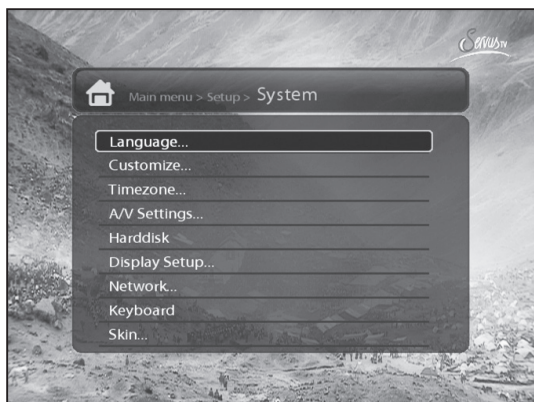 ServusTV
Main menu > Setup > System
Language...
Customize...
Timezone...
A/V Settings...
Harddisk
Display Setup...
Network...
Keyboard
Skin...